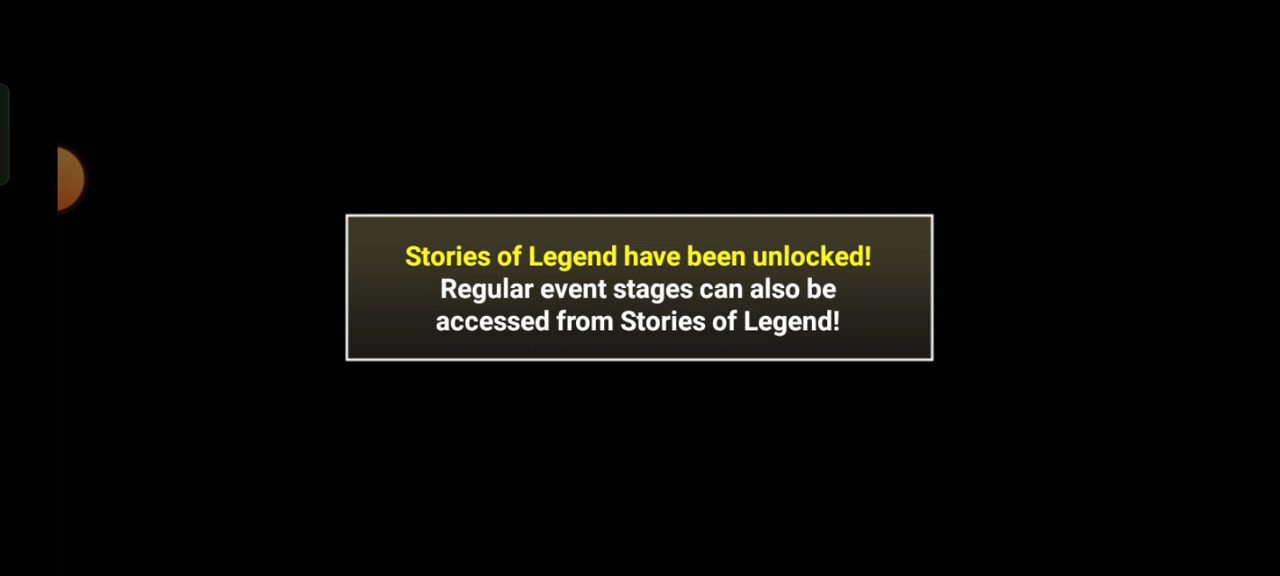 Stories of Legend have been unlocked!
Regular event stages can also be
accessed from Stories of Legend!